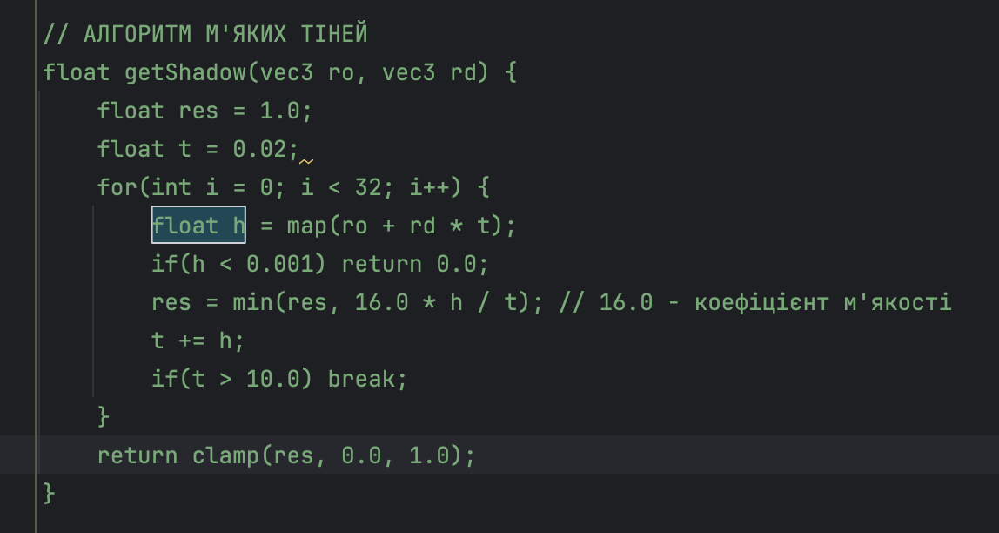 // АЛГОРИТМ М'ЯКИХ ТІНЕЙ
float getShadow(vec3 ro, vec3 rd) {
    float res = 1.0;
    float t = 0.02;
    for(int i = 0; i < 32; i++) {
        float h = map(ro + rd * t);
        if(h < 0.001) return 0.0;
        res = min(res, 16.0 * h / t); // 16.0 - коефіцієнт м'якості
        t += h;
        if(t > 10.0) break;
    }
    return clamp(res, 0.0, 1.0);
}